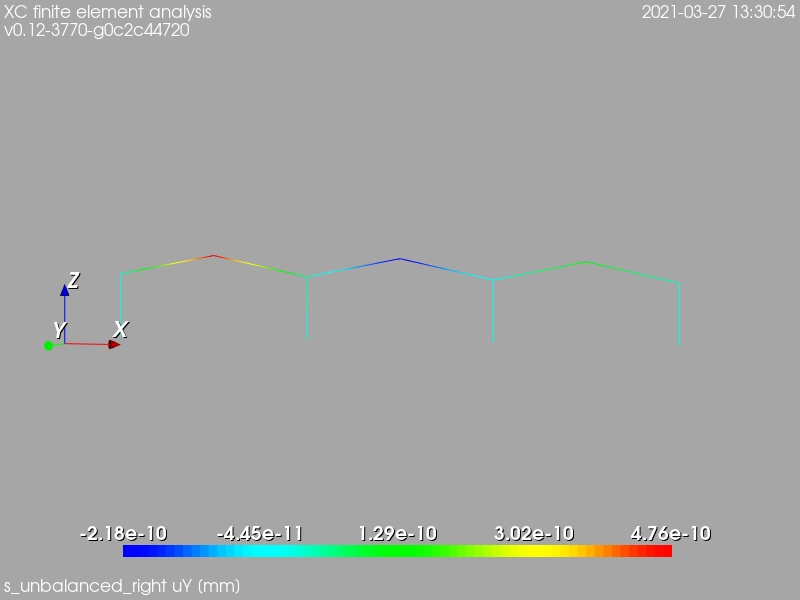 XC finite element analysis
2021-03-27 13:30:54
v0.12-3770-g0c2c44720
Z
Y
X
-2.18e-10 -4.45e-11 1.29e-10 3.02e-10 4.76e-10
s_unbalanced_right uY [mm]